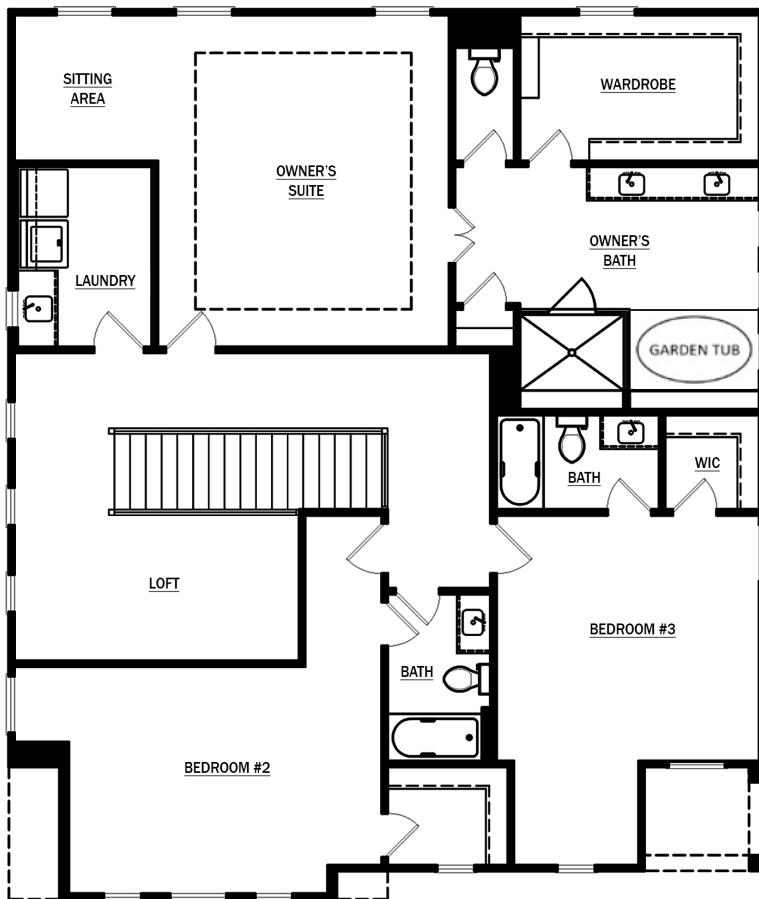 SITTING
AREA
WARDROBE
OWNER'S
SUITE
OWNER'S
BATH
LAUNDRY
GARDEN TUB
BATH
WIC
LOFT
BEDROOM #3
BATH
BEDROOM #2